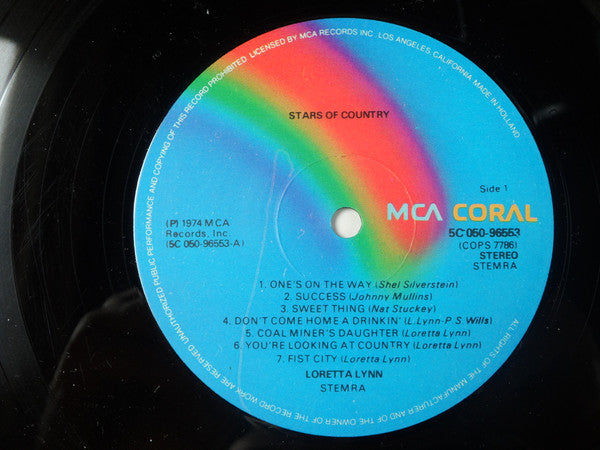 ALL RIGHTS OF THE MANUFACTURER AND OF THE OWNER OF THE RECORD WORK ARE RESERVED UNAUTHORIZED PUBLIC PERFORMANCE AND COPYING OF THIS RECORD PROHIBITED. LICENSED BY MCA RECORDS INC. LOS ANGELES, CALIFORNIA. MADE IN HOLLAND
STARS OF COUNTRY
Side 1
MCA CORAL
(P) 1974 MCA
Records, Inc.
(5C 050-96553-A)
5C 050-96553
(COPS 7786)
STEREO
STEMRA
1. ONE'S ON THE WAY (Shel Silverstein)
2. SUCCESS (Johnny Mullins)
3. SWEET THING (Nat Stuckey)
4. DON'T COME HOME A DRINKIN' (L.Lynn-P.S. Wills)
5. COAL MINER'S DAUGHTER (Loretta Lynn)
6. YOU'RE LOOKING AT COUNTRY (Loretta Lynn)
7. FIST CITY (Loretta Lynn)
LORETTA LYNN
STEMRA